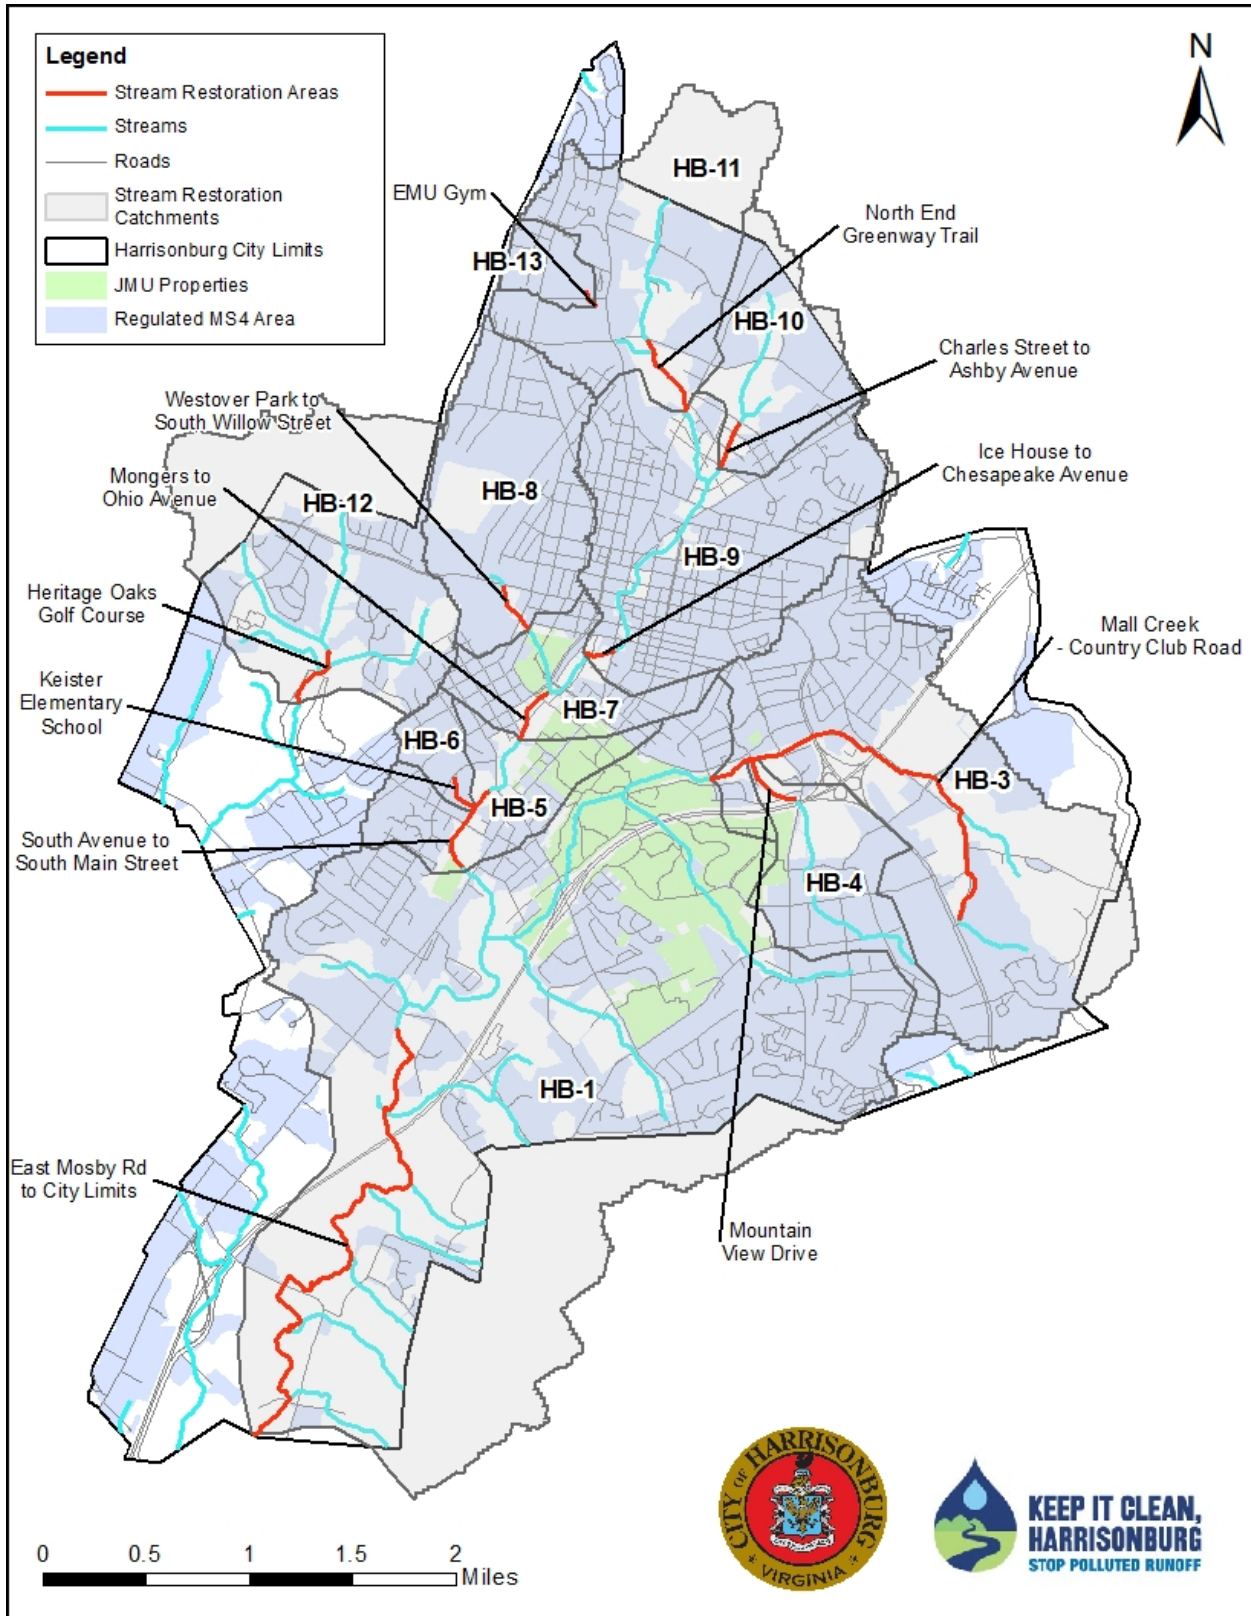 Legend
Stream Restoration Areas
Streams
Roads
Stream Restoration
Catchments
Harrisonburg City Limits
JMU Properties
Regulated MS4 Area
N
HB-11
EMU Gym
North End
Greenway Trail
HB-13
HB-10
Charles Street to
Ashby Avenue
Westover Park to
South Willow Street
Ice House to
Chesapeake Avenue
Mongers to
Ohio Avenue
HB-8
HB-12
HB-9
Heritage Oaks
Golf Course
Mall Creek
- Country Club Road
Keister
Elementary
School
HB-7
HB-6
HB-3
HB-5
South Avenue to
South Main Street
HB-4
HB-1
East Mosby Rd
to City Limits
Mountain
View Drive
CITY OF HARRISONBURG
VIRGINIA
KEEP IT CLEAN,
HARRISONBURG
STOP POLLUTED RUNOFF
0 0.5 1 1.5 2
Miles